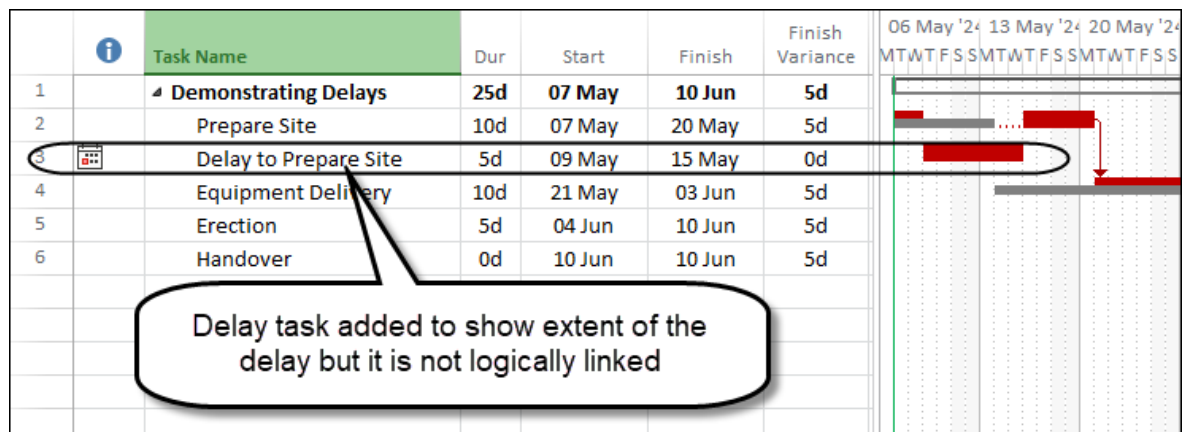 06 May '24 13 May '24 20 May '24
Finish
Task Name Dur Start Finish Variance M T W T F S S M T W T F S S M T W T F S S
1 Demonstrating Delays 25d 07 May 10 Jun 5d
2 Prepare Site 10d 07 May 20 May 5d
3 Delay to Prepare Site 5d 09 May 15 May 0d
4 Equipment Delivery 10d 21 May 03 Jun 5d
5 Erection 5d 04 Jun 10 Jun 5d
6 Handover 0d 10 Jun 10 Jun 5d
Delay task added to show extent of the
delay but it is not logically linked